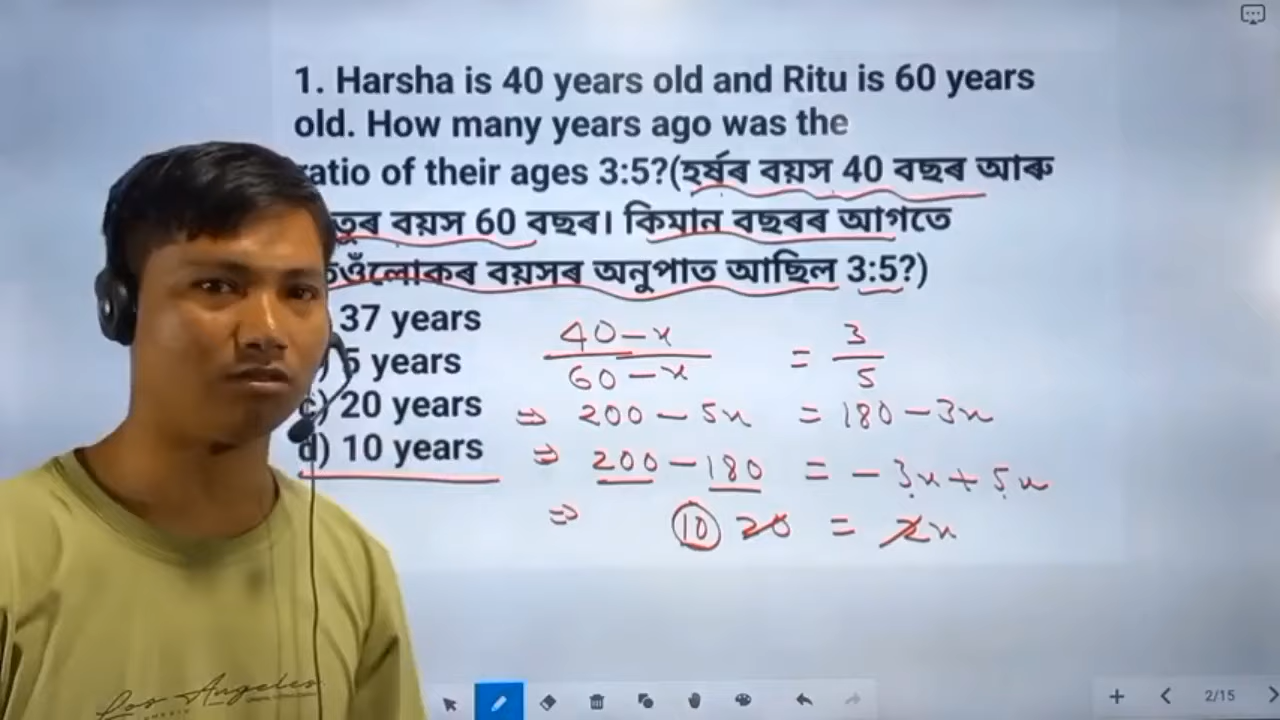 1. Harsha is 40 years old and Ritu is 60 years
old. How many years ago was the
ratio of their ages 3:5?(হৰ্ষৰ বয়স 40 বছৰ আৰু
তুৰ বয়স 60 বছৰ। কিমান বছৰৰ আগতে
তেওঁলোকৰ বয়সৰ অনুপাত আছিল 3:5?)
37 years
) 5 years
c) 20 years
d) 10 years
40 - x / 60 - x = 3 / 5
⇒ 200 - 5x = 180 - 3x
⇒ 200 - 180 = - 3x + 5x
⇒ 10 20 = 2x
Los Angeles
2/15